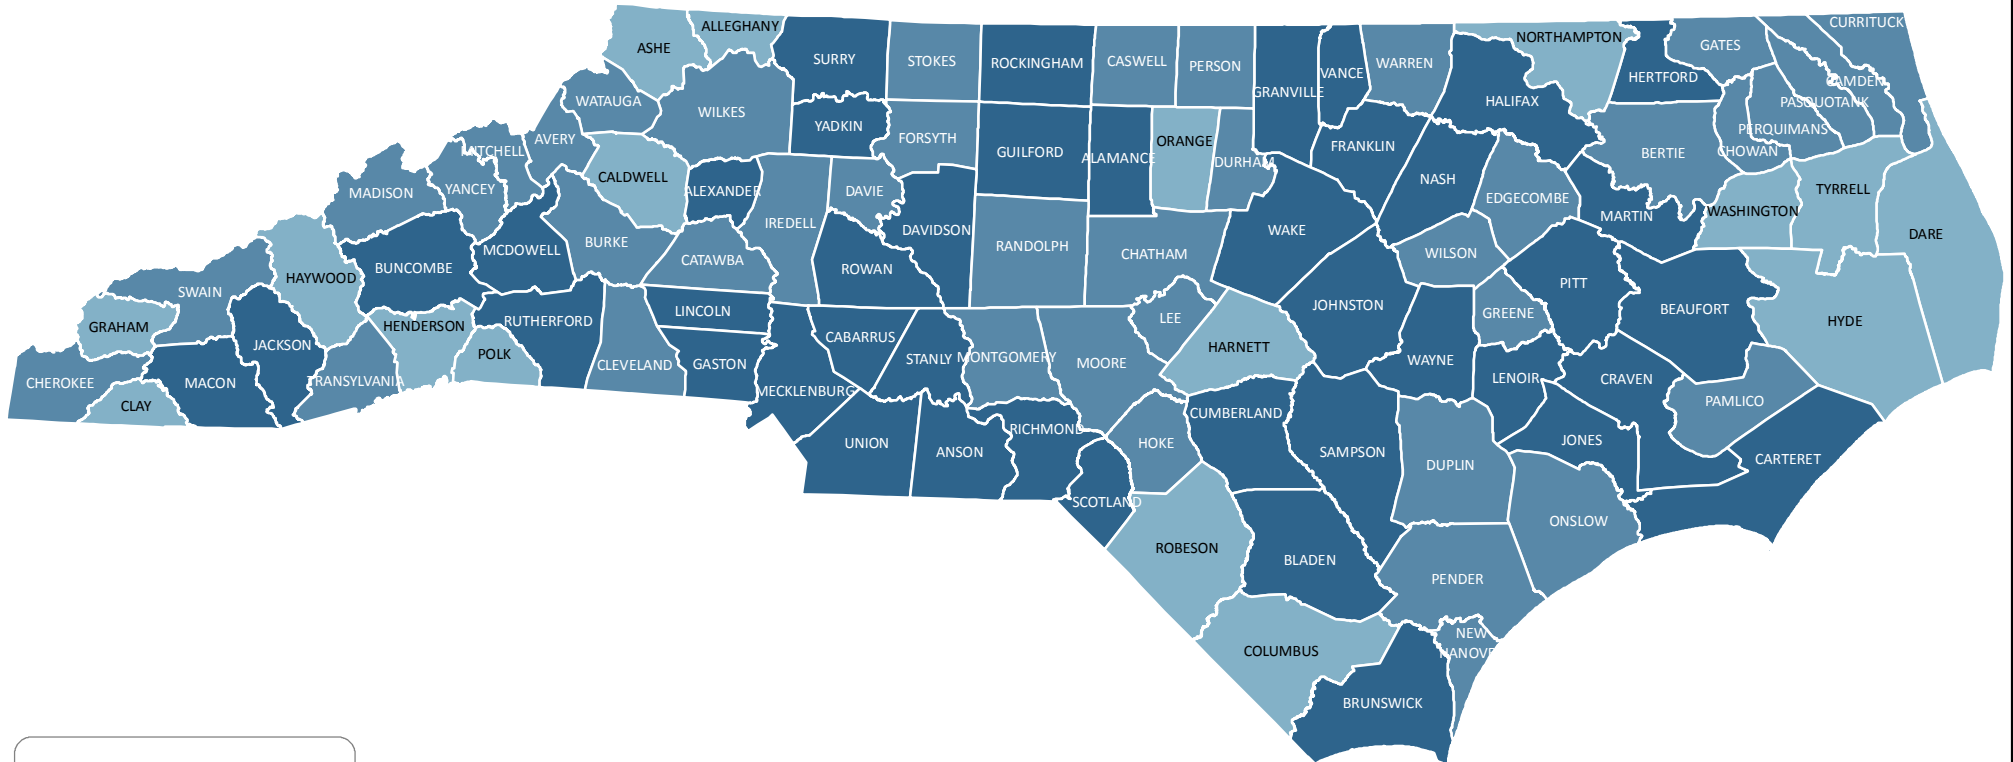 ALLEGHANY
ASHE
SURRY
STOKES
ROCKINGHAM
CASWELL
PERSON
GRANVILLE
VANCE
WARREN
NORTHAMPTON
HALIFAX
HERTFORD
GATES
CURRITUCK
CAMDEN
PASQUOTANK
PERQUIMANS
CHOWAN
WATAUGA
WILKES
YADKIN
FORSYTH
GUILFORD
ALAMANCE
ORANGE
DURHAM
FRANKLIN
NASH
EDGECOMBE
BERTIE
MARTIN
WASHINGTON
TYRRELL
DARE
MITCHELL
AVERY
CALDWELL
ALEXANDER
IREDELL
DAVIE
DAVIDSON
RANDOLPH
CHATHAM
WAKE
WILSON
PITT
BEAUFORT
HYDE
MADISON
YANCEY
MCDOWELL
BURKE
CATAWBA
ROWAN
LINCOLN
SWAIN
HAYWOOD
BUNCOMBE
RUTHERFORD
GRAHAM
JACKSON
HENDERSON
POLK
CLEVELAND
GASTON
MECKLENBURG
CABARRUS
STANLY
MONTGOMERY
MOORE
LEE
HARNETT
JOHNSTON
WAYNE
GREENE
LENOIR
CRAVEN
PAMLICO
CHEROKEE
CLAY
MACON
TRANSYLVANIA
UNION
ANSON
RICHMOND
SCOTLAND
HOKE
CUMBERLAND
SAMPSON
DUPLIN
JONES
CARTERET
ONSLOW
ROBESON
BLADEN
PENDER
COLUMBUS
NEW
HANOVE
BRUNSWICK